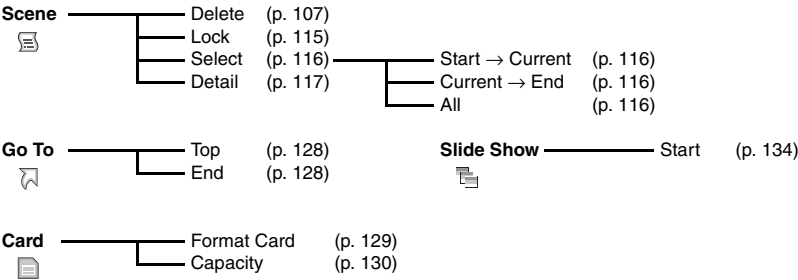 Scene Delete (p. 107)
Lock (p. 115)
Select (p. 116) Start → Current (p. 116)
Detail (p. 117) Current → End (p. 116)
All (p. 116)
Go To Top (p. 128) Slide Show Start (p. 134)
End (p. 128)
Card Format Card (p. 129)
Capacity (p. 130)